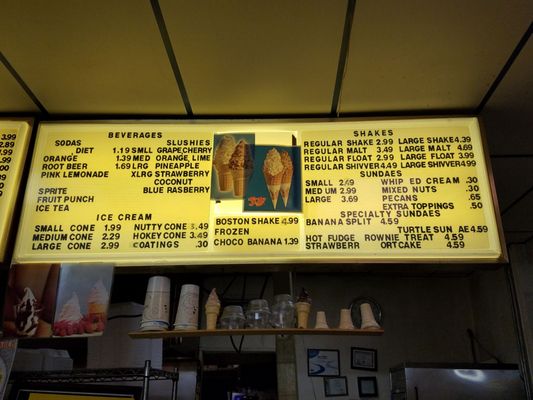 BEVERAGES
SODAS
SLUSHIES
DIET 1.19 SMLL GRAPE,CHERRY
ORANGE 1.39 MED ORANGE, LIME
ROOT BEER 1.69 LRG PINEAPPLE
PINK LEMONADE XLRG STRAWBERRY
COCONUT
SPRITE BLUE RASBERRY
FRUIT PUNCH
ICE TEA
ICE CREAM
SMALL CONE 1.99 NUTTY CONE 3.49
MEDIUM CONE 2.29 HOKEY CONE 3.49
LARGE CONE 2.99 COATINGS .30
BOSTON SHAKE 4.99
FROZEN
CHOCO BANANA 1.39
SHAKES
REGULAR SHAKE 2.99 LARGE SHAKE 4.39
REGULAR MALT 3.49 LARGE MALT 4.69
REGULAR FLOAT 2.99 LARGE FLOAT 3.99
REGULAR SHIVER 4.49 LARGE SHIVER 4.99
SUNDAES
SMALL 2.69 WHIP ED CREAM .30
MED UM 2.99 MIXED NUTS .30
LARGE 3.69 PECANS .65
EXTRA TOPPINGS .50
SPECIALTY SUNDAES
BANANA SPLIT 4.59
TURTLE SUN AE 4.59
HOT FUDGE ROWNIE TREAT 4.59
STRAWBERR ORTCAKE 4.59